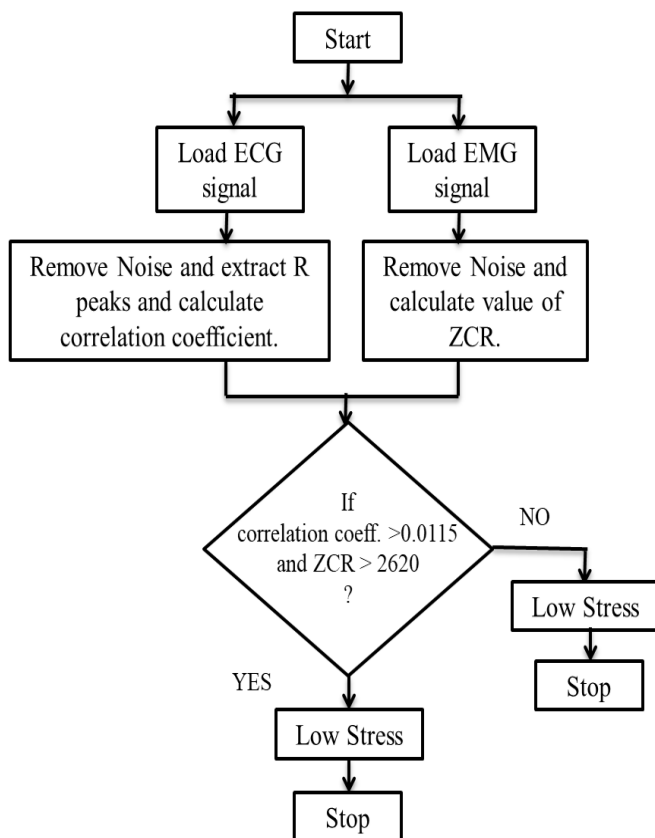 Start
Load ECG
signal
Load EMG
signal
Remove Noise and extract R
peaks and calculate
correlation coefficient.
Remove Noise and
calculate value of
ZCR.
If
correlation coeff. >0.0115
and ZCR > 2620
?
NO
Low Stress
Stop
YES
Low Stress
Stop